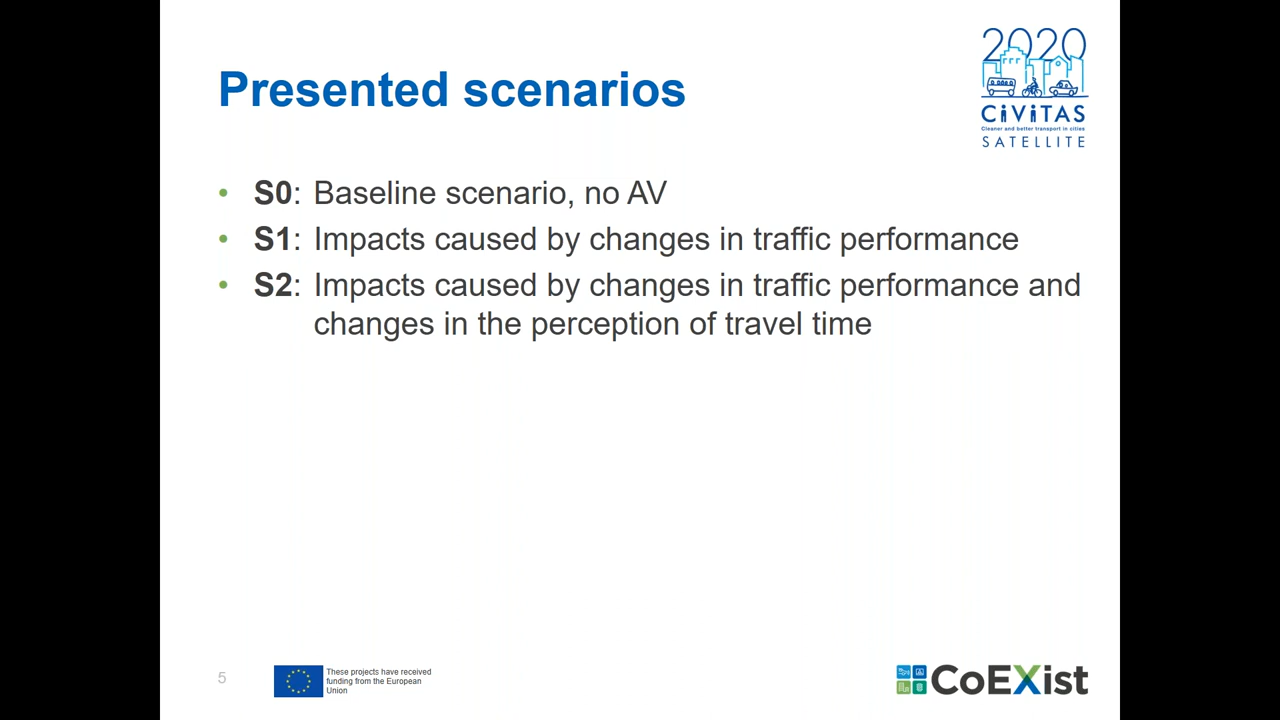 Presented scenarios
2020
CiViTAS
Cleaner and better transport in cities
SATELLITE
• S0: Baseline scenario, no AV
• S1: Impacts caused by changes in traffic performance
• S2: Impacts caused by changes in traffic performance and
changes in the perception of travel time
5
These projects have received
funding from the European
Union
CoEXist